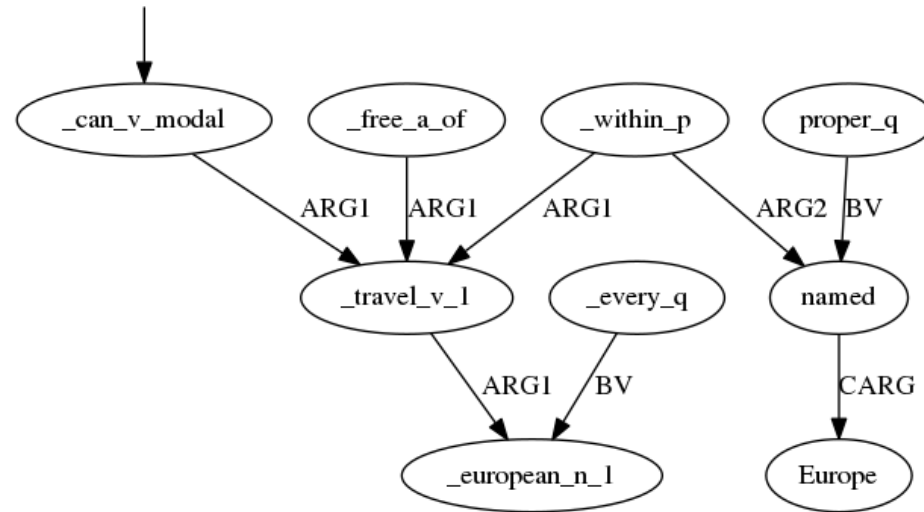 _can_v_modal _free_a_of _within_p proper_q
ARG1 ARG1 ARG1 ARG2 BV
_travel_v_1 _every_q named
ARG1 BV CARG
_european_n_1 Europe